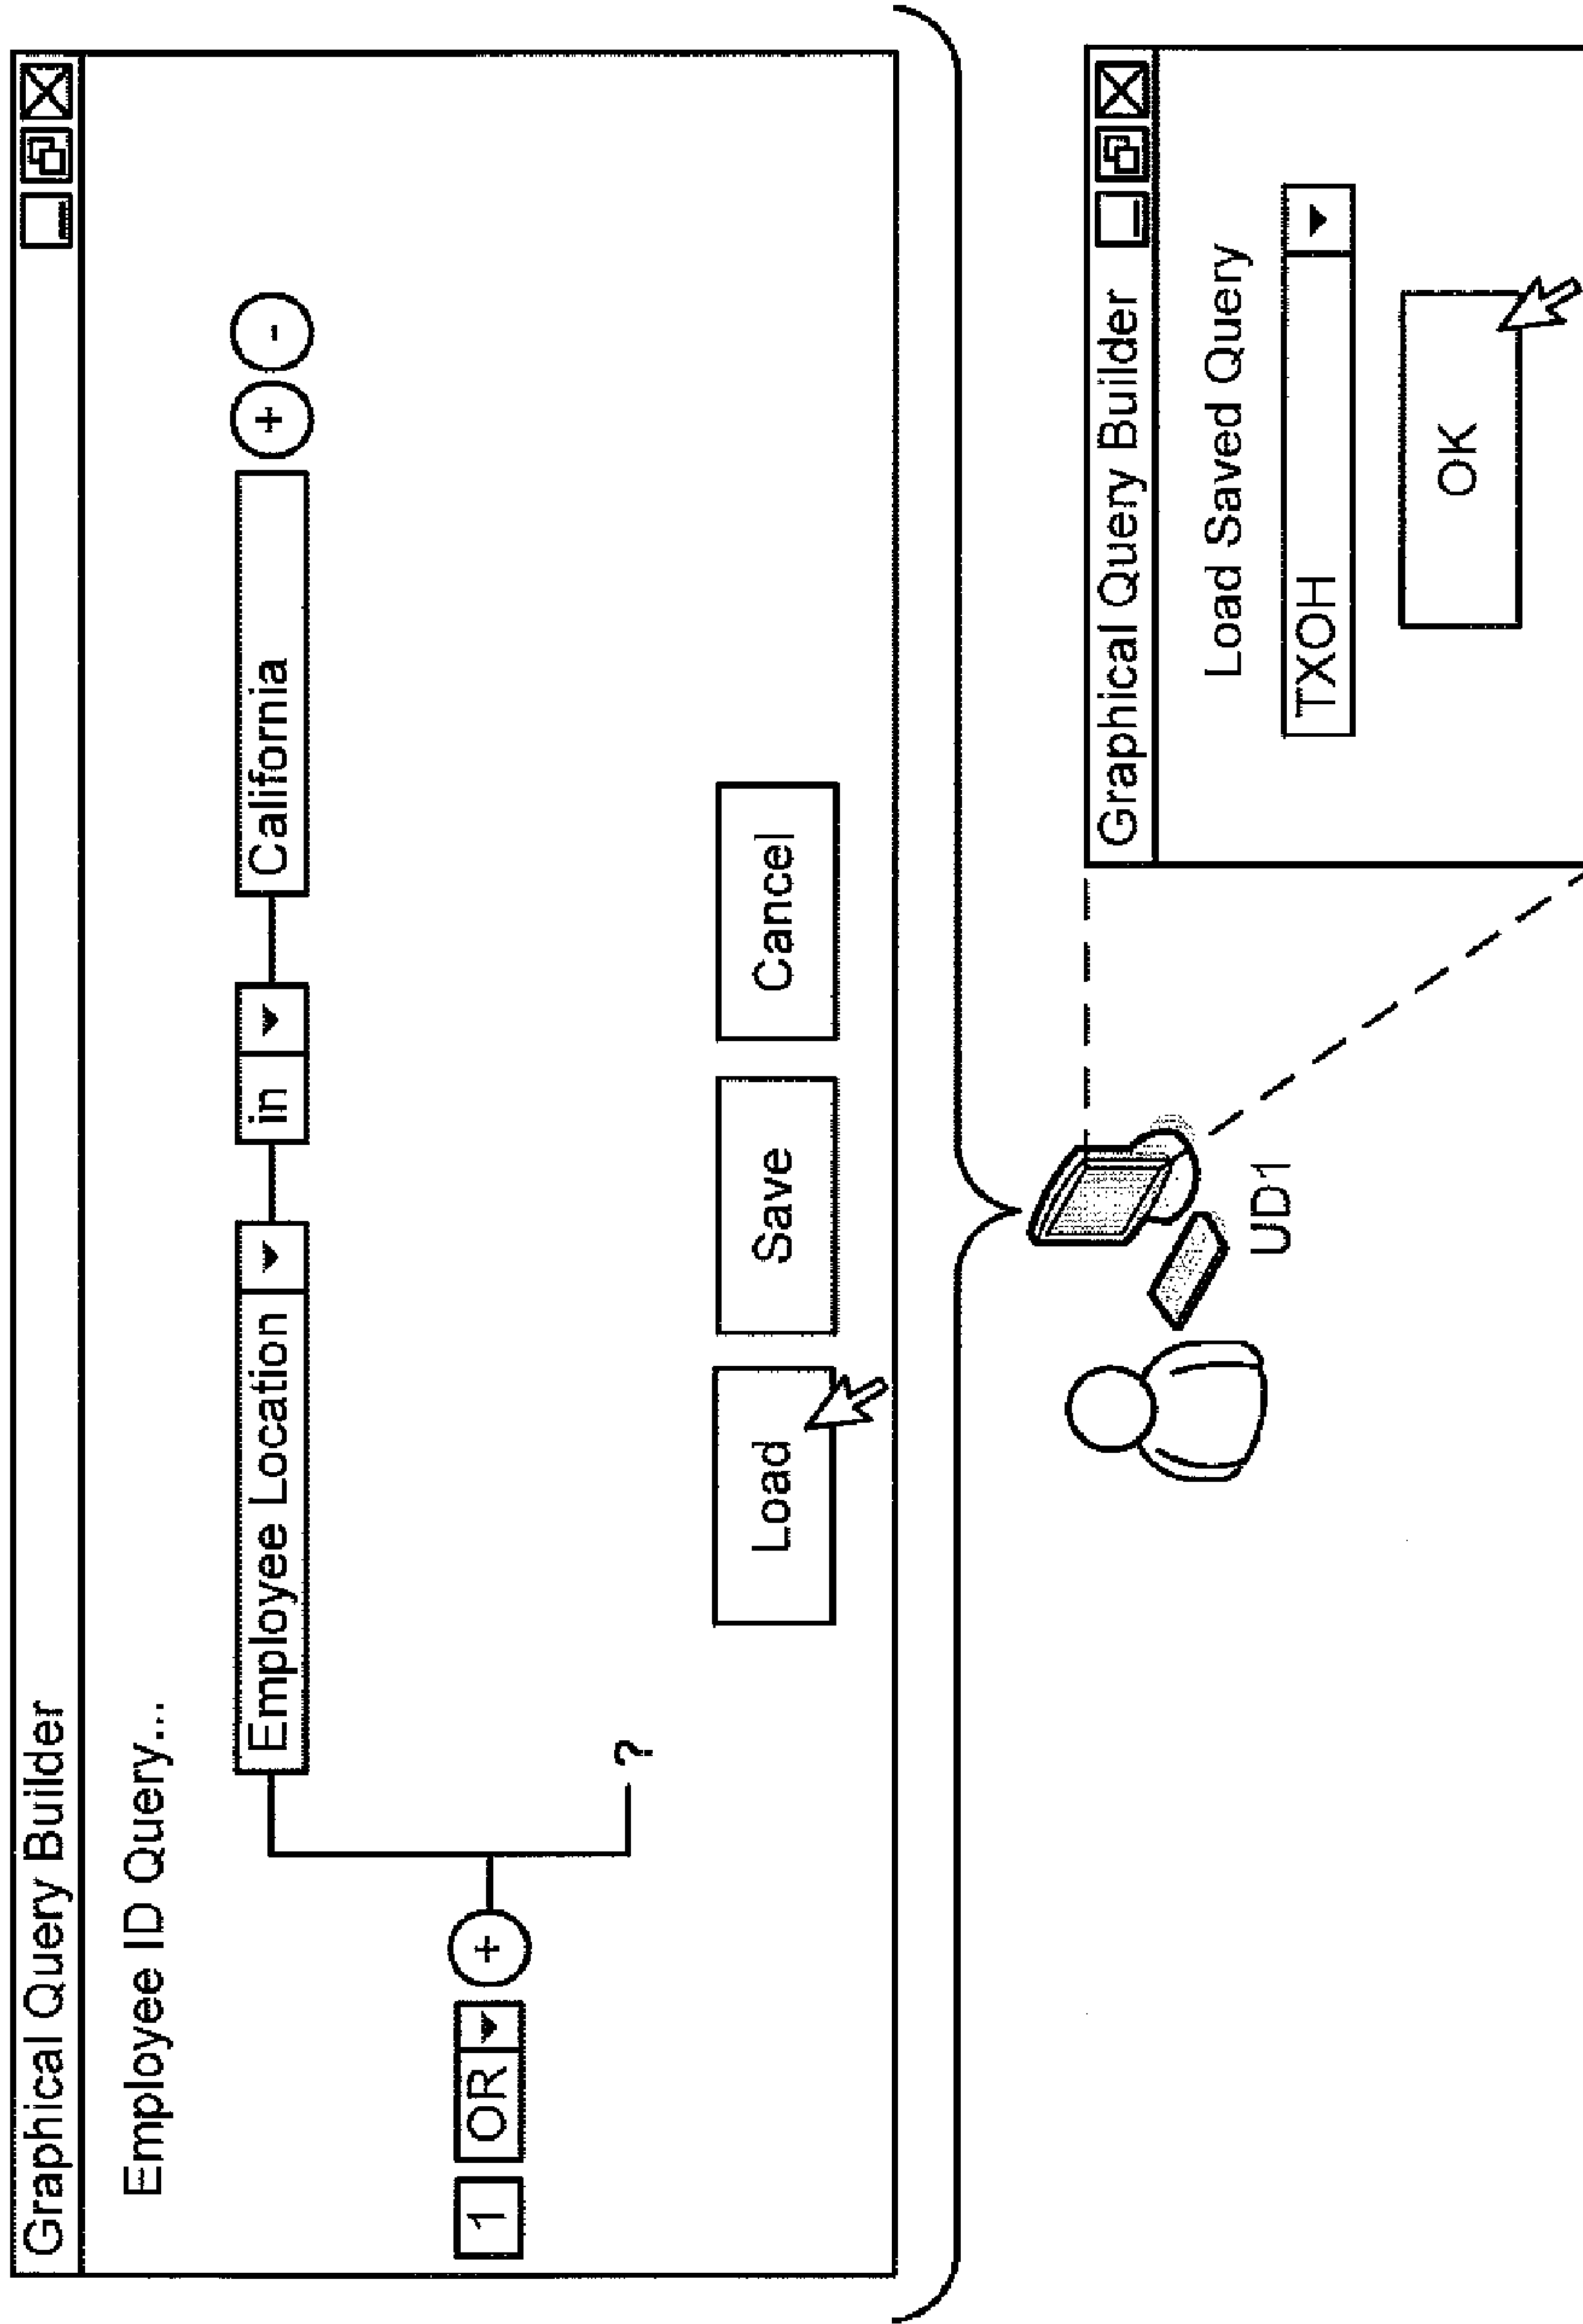 Graphical Query Builder
Employee ID Query...
Employee Location in California + -
1 OR +
?
Load Save Cancel
UD1
Graphical Query Builder
Load Saved Query
TXOH
OK